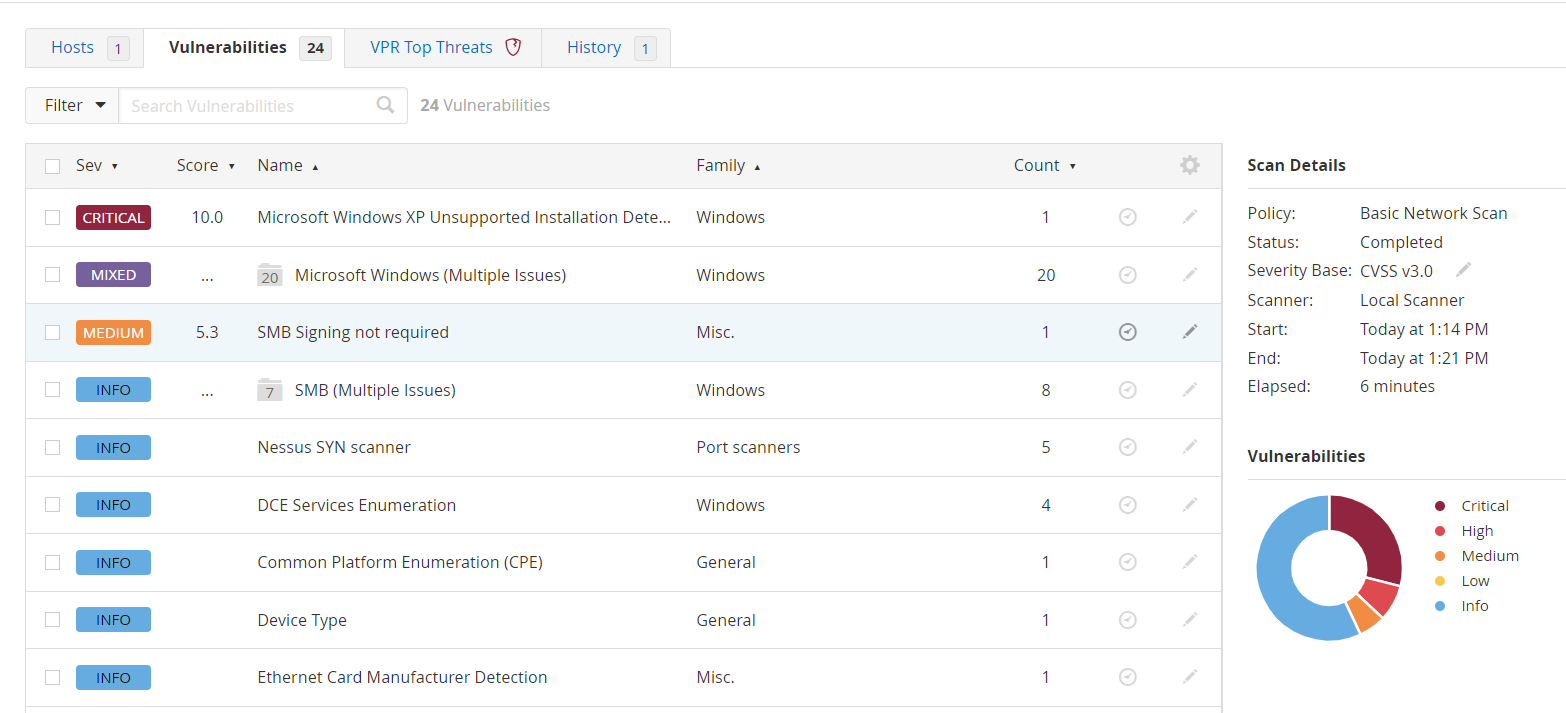 Hosts 1 Vulnerabilities 24 VPR Top Threats History 1
Filter Search Vulnerabilities 24 Vulnerabilities
Sev Score Name Family Count
CRITICAL 10.0 Microsoft Windows XP Unsupported Installation Dete... Windows 1
MIXED ... 20 Microsoft Windows (Multiple Issues) Windows 20
MEDIUM 5.3 SMB Signing not required Misc. 1
INFO ... 7 SMB (Multiple Issues) Windows 8
INFO Nessus SYN scanner Port scanners 5
INFO DCE Services Enumeration Windows 4
INFO Common Platform Enumeration (CPE) General 1
INFO Device Type General 1
INFO Ethernet Card Manufacturer Detection Misc. 1
Scan Details
Policy: Basic Network Scan
Status: Completed
Severity Base: CVSS v3.0
Scanner: Local Scanner
Start: Today at 1:14 PM
End: Today at 1:21 PM
Elapsed: 6 minutes
Vulnerabilities
Critical
High
Medium
Low
Info